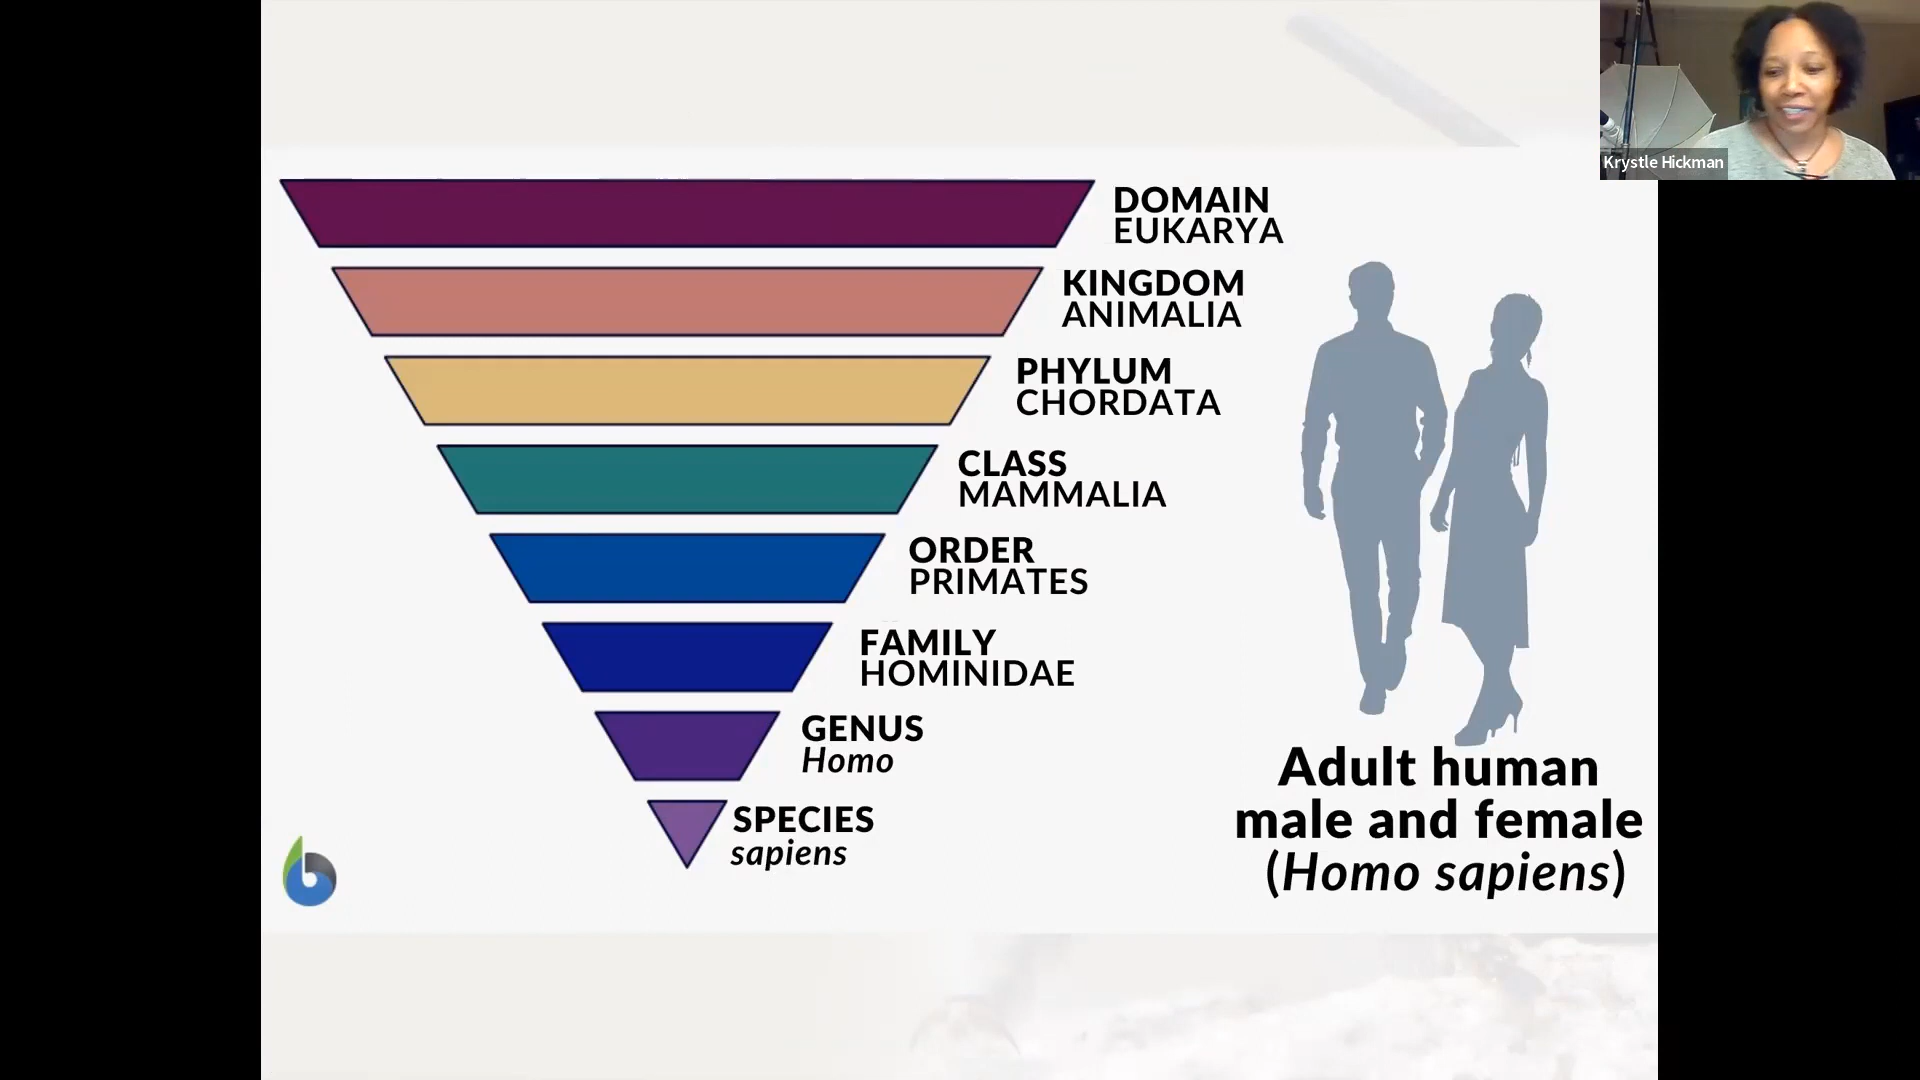 Krystle Hickman
DOMAIN
EUKARYA
KINGDOM
ANIMALIA
PHYLUM
CHORDATA
CLASS
MAMMALIA
ORDER
PRIMATES
FAMILY
HOMINIDAE
GENUS
Homo
SPECIES
sapiens
Adult human
male and female
(Homo sapiens)
b